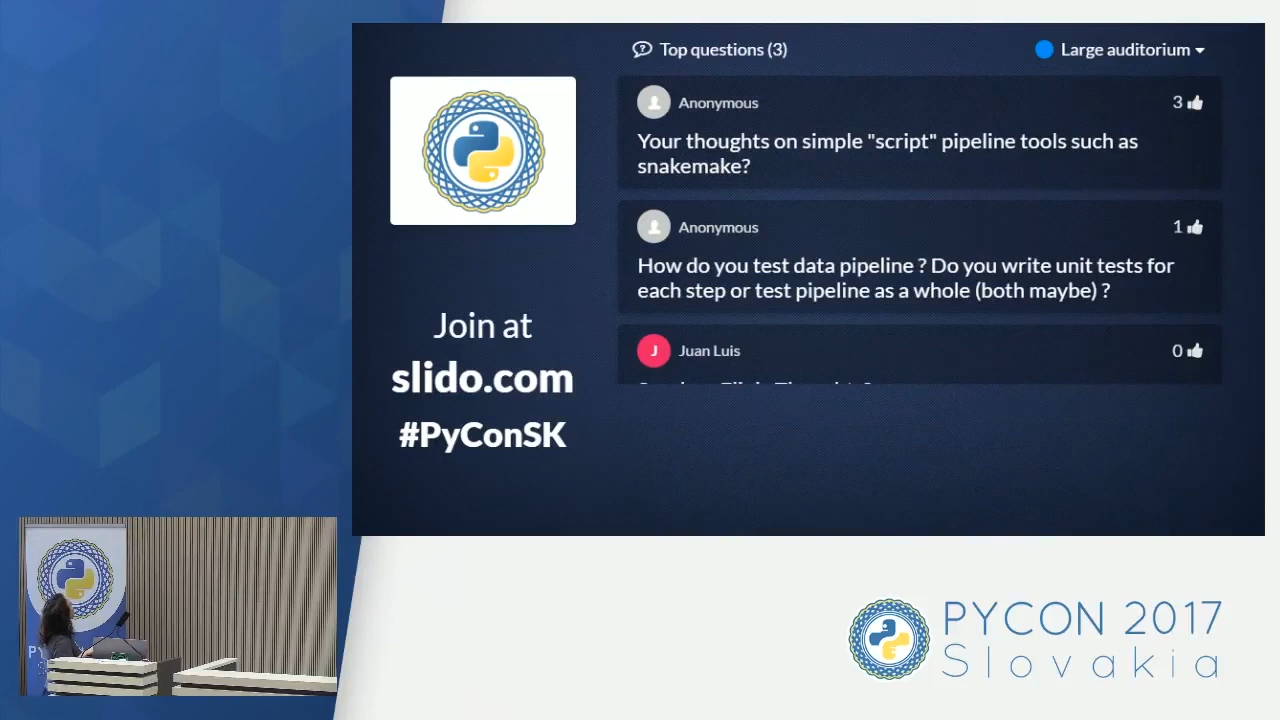 Top questions (3)
Large auditorium
Anonymous
3
Your thoughts on simple "script" pipeline tools such as
snakemake?
Anonymous
1
How do you test data pipeline ? Do you write unit tests for
each step or test pipeline as a whole (both maybe) ?
J
Juan Luis
0
Join at
slido.com
#PyConSK
PYCON 2017
Slovakia